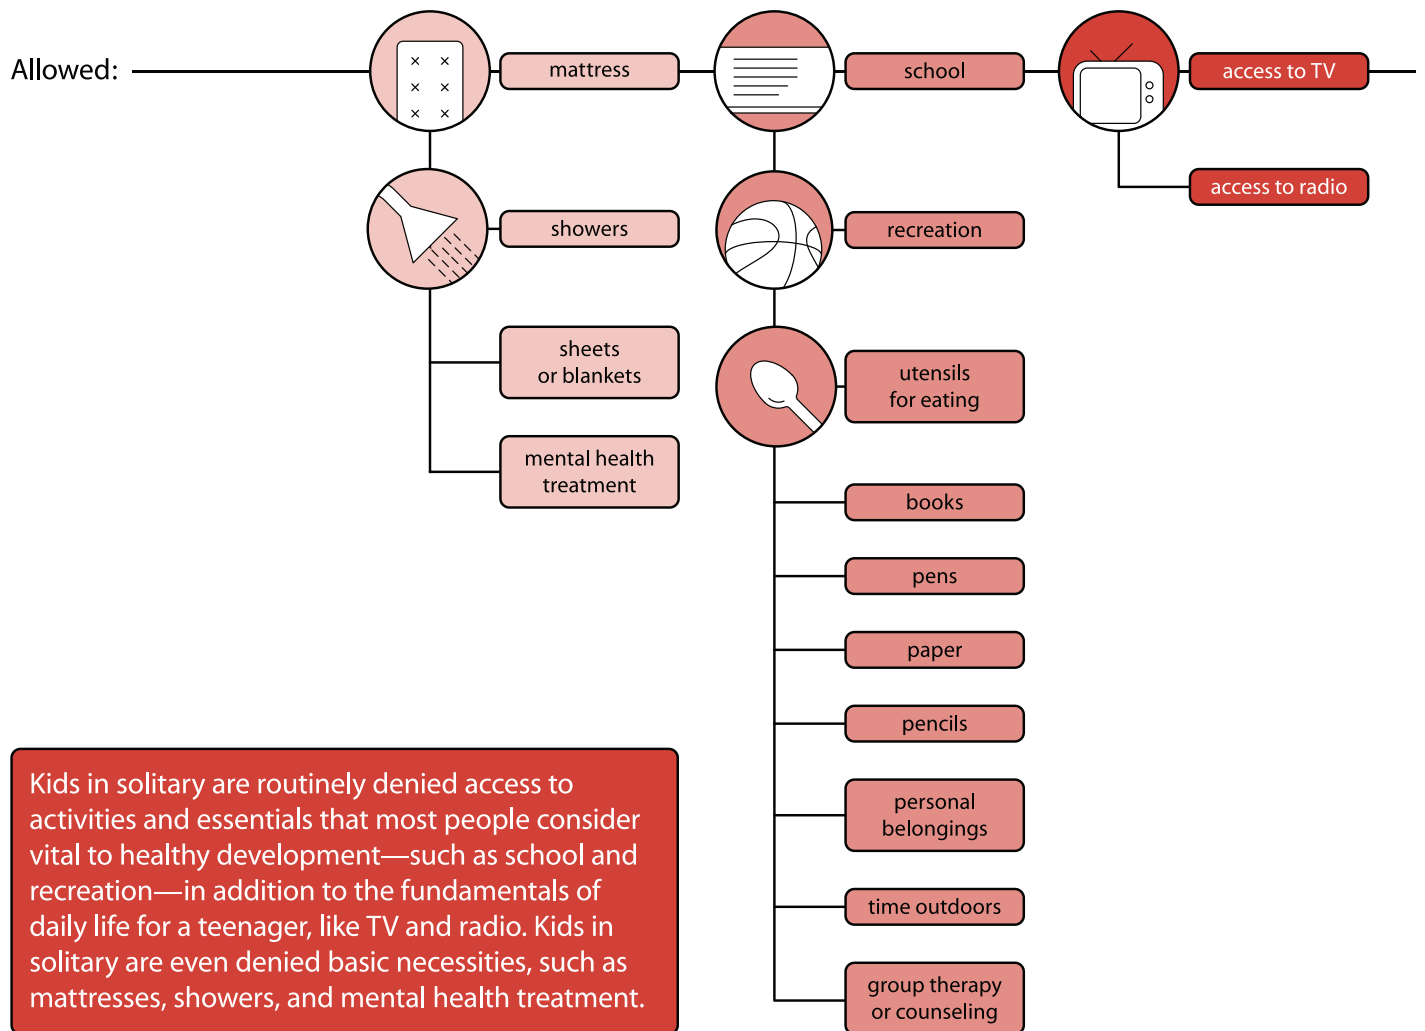 Allowed:
mattress
school
access to TV
access to radio
showers
recreation
sheets
or blankets
utensils
for eating
mental health
treatment
books
pens
paper
pencils
personal
belongings
time outdoors
group therapy
or counseling
Kids in solitary are routinely denied access to
activities and essentials that most people consider
vital to healthy development—such as school and
recreation—in addition to the fundamentals of
daily life for a teenager, like TV and radio. Kids in
solitary are even denied basic necessities, such as
mattresses, showers, and mental health treatment.